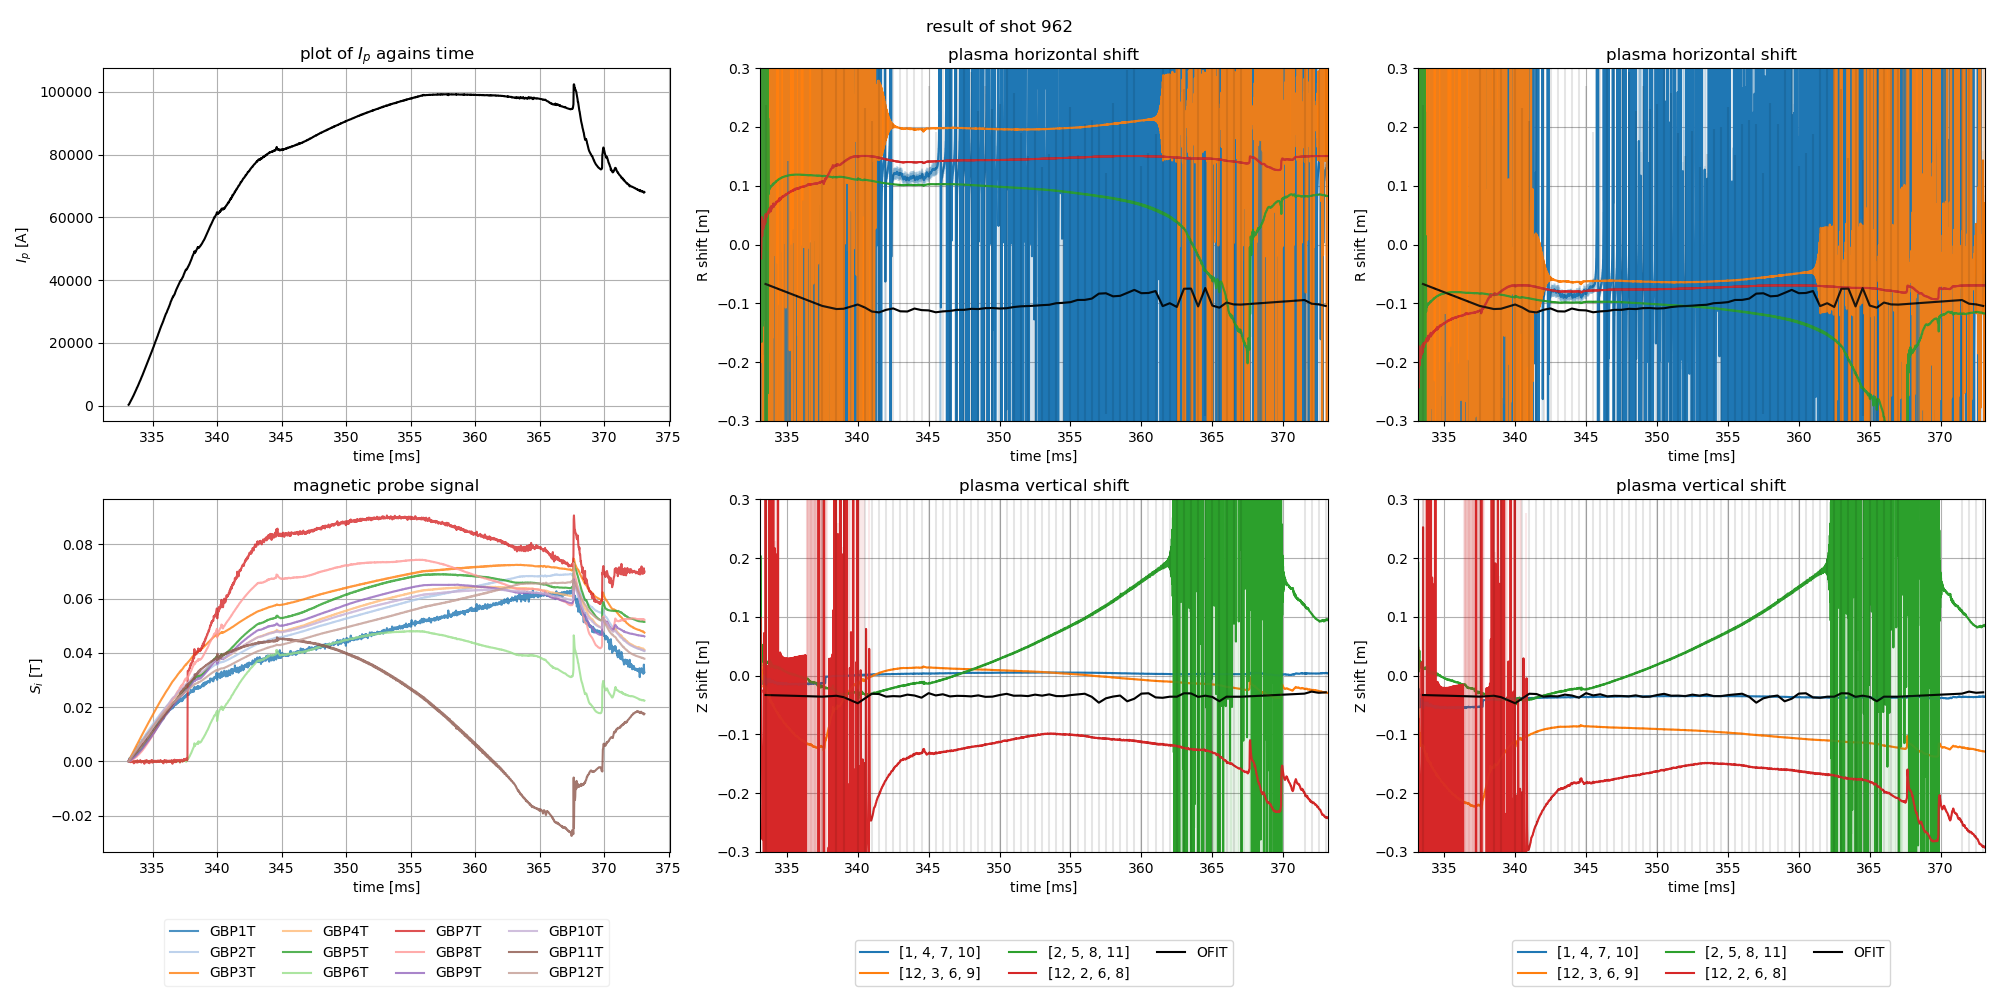 result of shot 962
plot of Ip agains time
100000
80000
60000
40000
20000
0
Ip [A]
335 340 345 350 355 360 365 370 375
time [ms]
plasma horizontal shift
0.3
0.2
0.1
0.0
−0.1
−0.2
−0.3
R shift [m]
335 340 345 350 355 360 365 370
time [ms]
plasma horizontal shift
0.3
0.2
0.1
0.0
−0.1
−0.2
−0.3
R shift [m]
335 340 345 350 355 360 365 370
time [ms]
magnetic probe signal
0.08
0.06
0.04
0.02
0.00
−0.02
Si [T]
335 340 345 350 355 360 365 370 375
time [ms]
GBP1T GBP4T GBP7T GBP10T
GBP2T GBP5T GBP8T GBP11T
GBP3T GBP6T GBP9T GBP12T
plasma vertical shift
0.3
0.2
0.1
0.0
−0.1
−0.2
−0.3
Z shift [m]
335 340 345 350 355 360 365 370
time [ms]
[1, 4, 7, 10] [2, 5, 8, 11] OFIT
[12, 3, 6, 9] [12, 2, 6, 8]
plasma vertical shift
0.3
0.2
0.1
0.0
−0.1
−0.2
−0.3
Z shift [m]
335 340 345 350 355 360 365 370
time [ms]
[1, 4, 7, 10] [2, 5, 8, 11] OFIT
[12, 3, 6, 9] [12, 2, 6, 8]